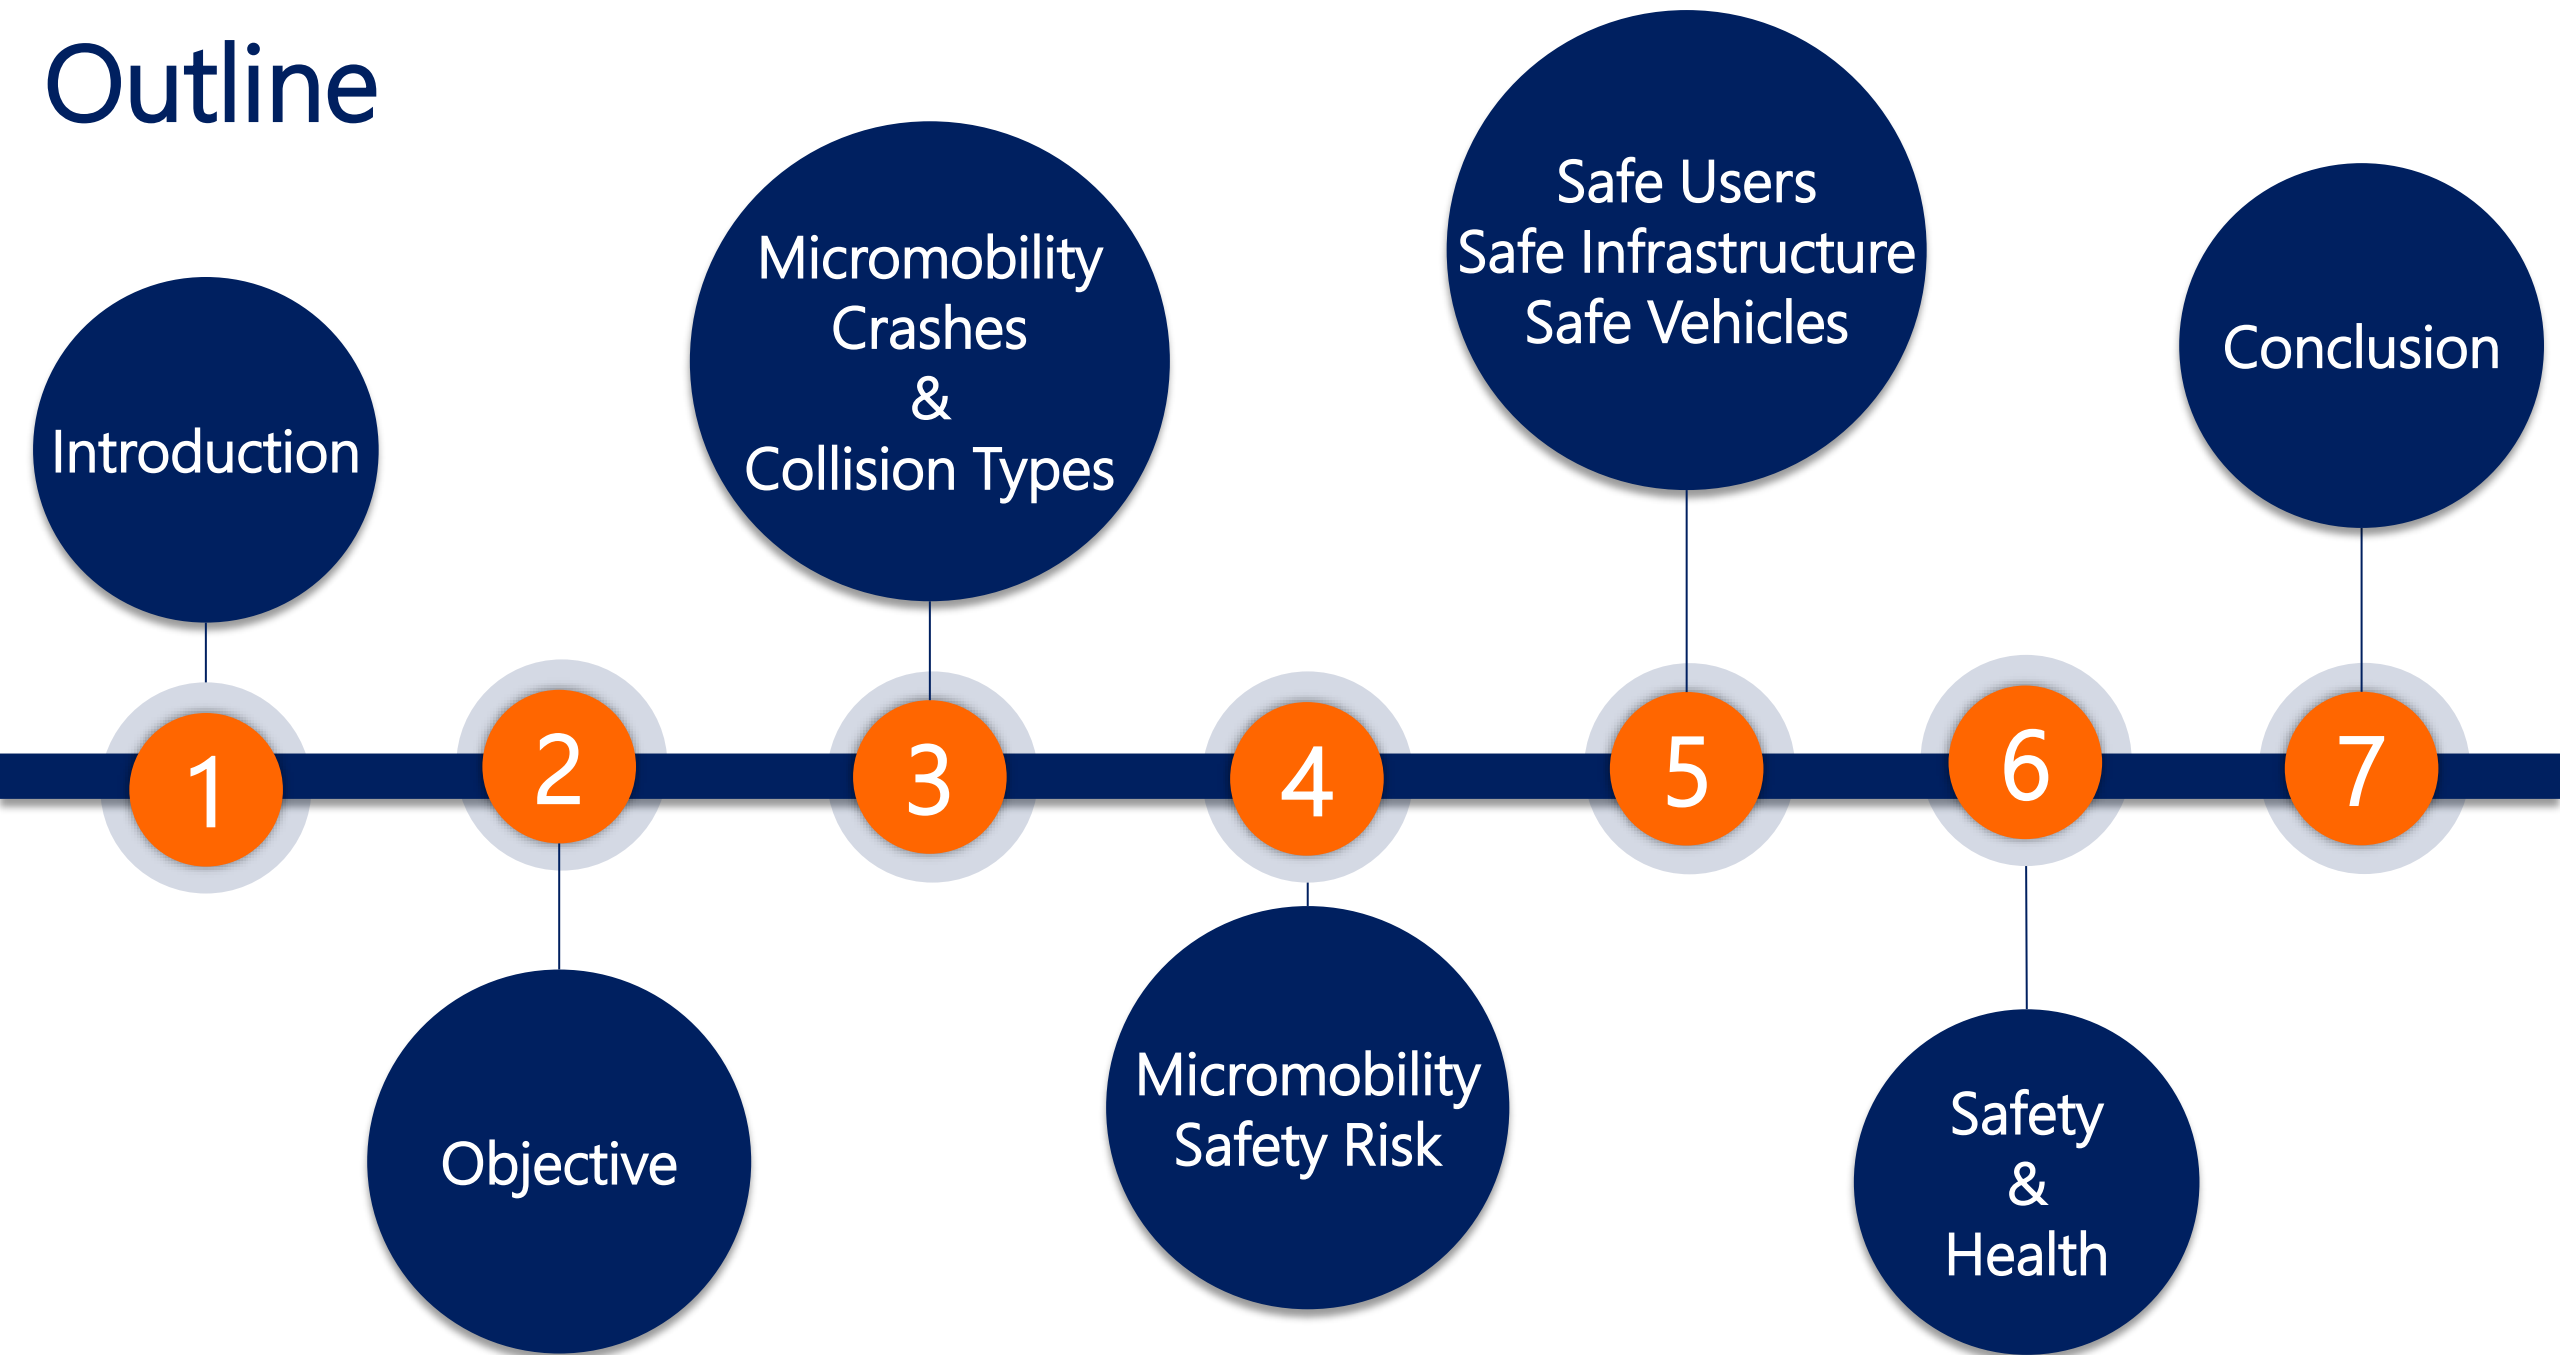 Outline
Introduction
1
2
Objective
Micromobility
Crashes
&
Collision Types
3
4
Micromobility
Safety Risk
Safe Users
Safe Infrastructure
Safe Vehicles
5
6
Safety
&
Health
Conclusion
7